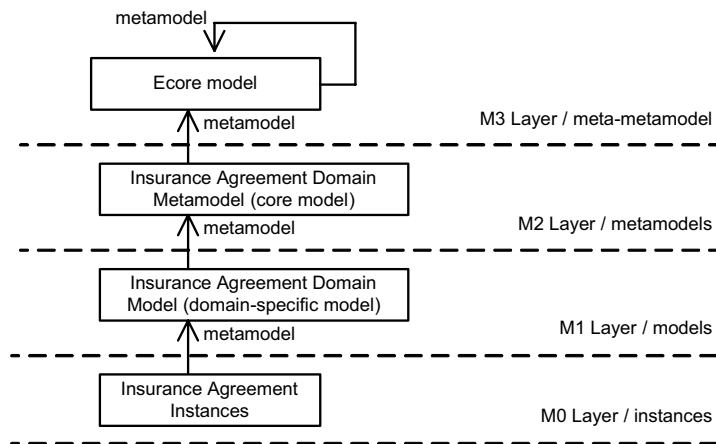 metamodel
Ecore model
metamodel
M3 Layer / meta-metamodel
Insurance Agreement Domain
Metamodel (core model)
metamodel
M2 Layer / metamodels
Insurance Agreement Domain
Model (domain-specific model)
metamodel
M1 Layer / models
Insurance Agreement
Instances
M0 Layer / instances